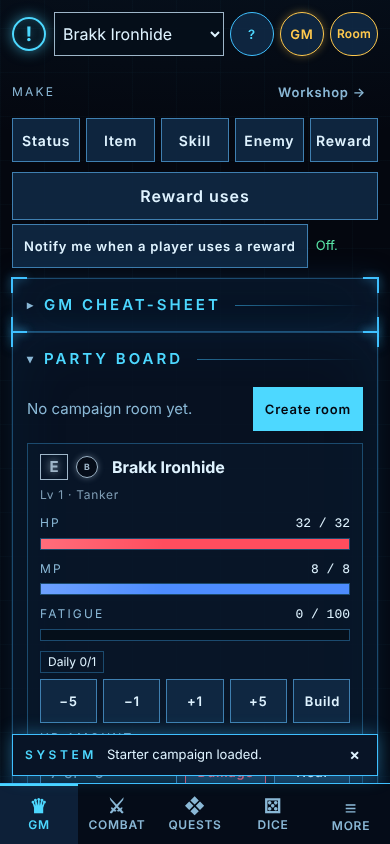 !
Brakk Ironhide
?
GM
Room
MAKE
Workshop →
Status
Item
Skill
Enemy
Reward
Reward uses
Notify me when a player uses a reward
Off.
▸ GM CHEAT-SHEET
▾ PARTY BOARD
No campaign room yet.
Create room
E
B
Brakk Ironhide
Lv 1 · Tanker
HP
32 / 32
MP
8 / 8
FATIGUE
0 / 100
Daily 0/1
−5
−1
+1
+5
Build
SYSTEM
Starter campaign loaded.
×
GM
COMBAT
QUESTS
DICE
MORE